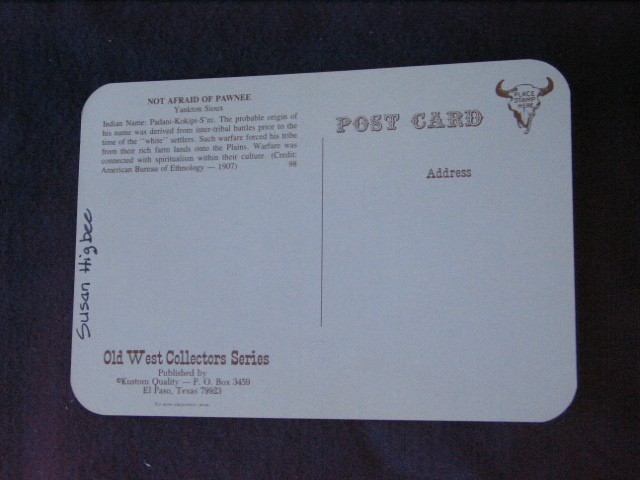 NOT AFRAID OF PAWNEE
Yankton Sioux
Indian Name: Padani-Kokipi-S'ni. The probable origin of
his name was derived from inter-tribal battles prior to the
time of the "white" settlers. Such warfare forced his tribe
from their rich farm lands onto the Plains. Warfare was
connected with spiritualism within their culture. (Credit:
American Bureau of Ethnology — 1907) 98
Susan Higbee
Old West Collectors Series
Published by
©Kustom Quality — P. O. Box 3459
El Paso, Texas 79923
POST CARD
PLACE
STAMP
HERE
Address